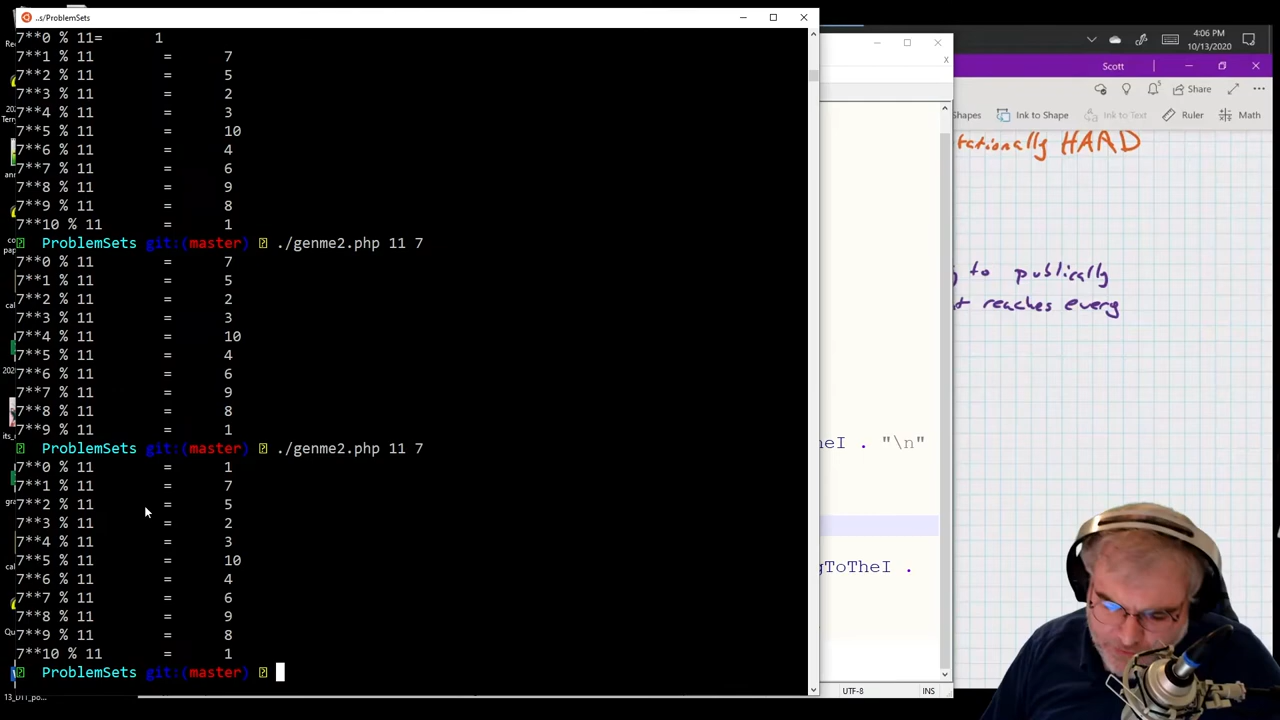 ..s/ProblemSets
7**0 % 11= 1
7**1 % 11 = 7
7**2 % 11 = 5
7**3 % 11 = 2
7**4 % 11 = 3
7**5 % 11 = 10
7**6 % 11 = 4
7**7 % 11 = 6
7**8 % 11 = 9
7**9 % 11 = 8
7**10 % 11 = 1
ProblemSets git:(master) ./genme2.php 11 7
7**0 % 11 = 7
7**1 % 11 = 5
7**2 % 11 = 2
7**3 % 11 = 3
7**4 % 11 = 10
7**5 % 11 = 4
7**6 % 11 = 6
7**7 % 11 = 9
7**8 % 11 = 8
7**9 % 11 = 1
ProblemSets git:(master) ./genme2.php 11 7
7**0 % 11 = 1
7**1 % 11 = 7
7**2 % 11 = 5
7**3 % 11 = 2
7**4 % 11 = 3
7**5 % 11 = 10
7**6 % 11 = 4
7**7 % 11 = 6
7**8 % 11 = 9
7**9 % 11 = 8
7**10 % 11 = 1
ProblemSets git:(master)
heI . "\n"
gToTheI .
UTF-8 INS
4:06 PM
10/13/2020
Scott
Share
Shapes Ink to Shape Ink to Text Ruler Math
tationally HARD
to publically
reaches every